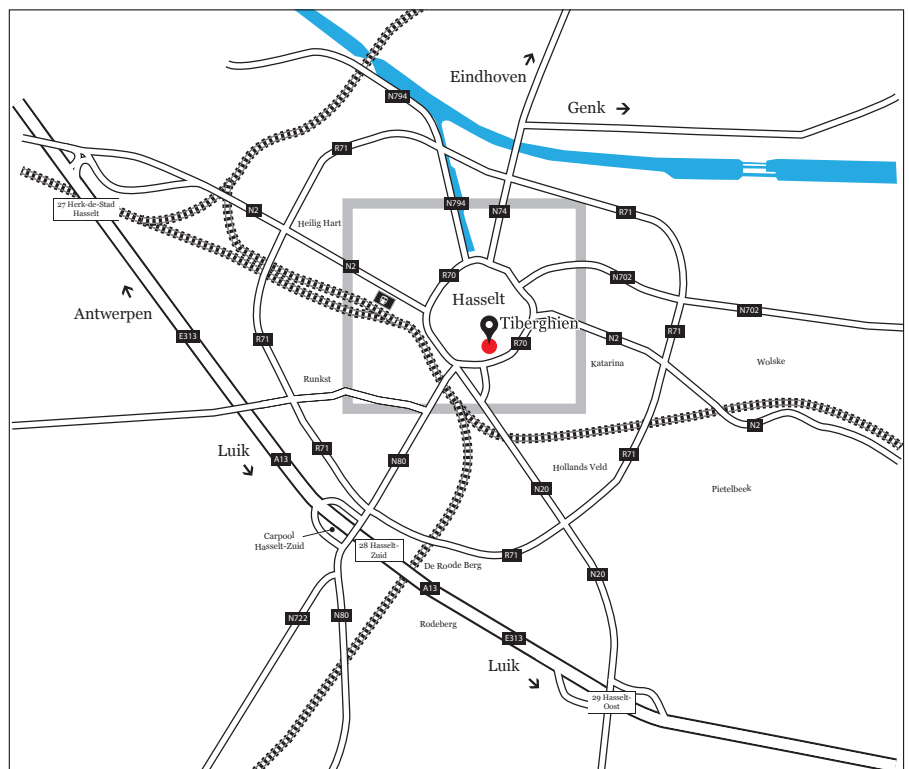 Eindhoven
N794
Genk
R71
27 Herk-de-Stad
Hasselt
N2
N794
N74
R71
Heilig Hart
N2
R70
N702
Hasselt
Antwerpen
Tiberghien
N702
E313
R71
R70
N2
R71
Katarina
Wolske
Runkst
N2
Luik
R71
A13
N80
R71
Hollands Veld
N20
Pietelbeek
Carpool
Hasselt-Zuid
28 Hasselt-
Zuid
R71
De Roode Berg
N20
A13
N722
N80
Rodeberg
E313
Luik
29 Hasselt-
Oost